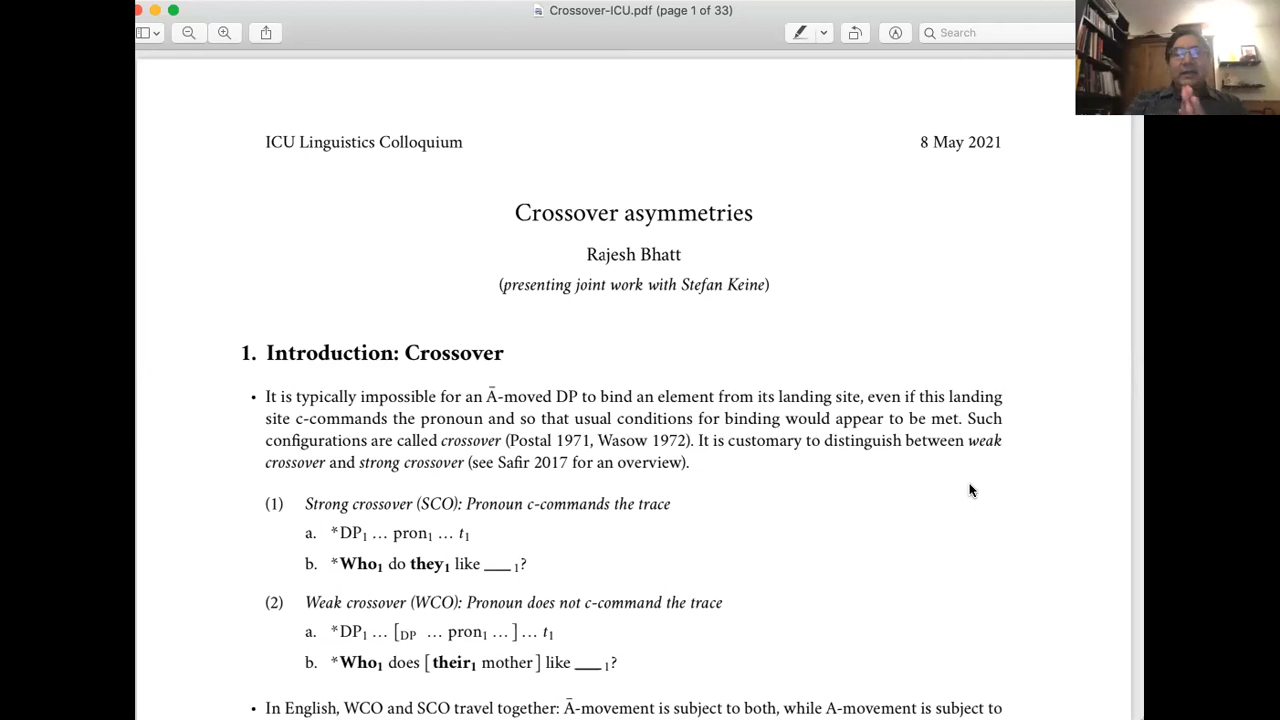 Crossover-ICU.pdf (page 1 of 33)
Search
ICU Linguistics Colloquium 8 May 2021
Crossover asymmetries
Rajesh Bhatt
(presenting joint work with Stefan Keine)
1. Introduction: Crossover
• It is typically impossible for an Ā-moved DP to bind an element from its landing site, even if this landing
site c-commands the pronoun and so that usual conditions for binding would appear to be met. Such
configurations are called crossover (Postal 1971, Wasow 1972). It is customary to distinguish between weak
crossover and strong crossover (see Safir 2017 for an overview).
(1) Strong crossover (SCO): Pronoun c-commands the trace
a. *DP₁ … pron₁ … t₁
b. *Who₁ do they₁ like ___ ₁?
(2) Weak crossover (WCO): Pronoun does not c-command the trace
a. *DP₁ … [DP … pron₁ … ] … t₁
b. *Who₁ does [ their₁ mother ] like ___ ₁?
• In English, WCO and SCO travel together: Ā-movement is subject to both, while A-movement is subject to